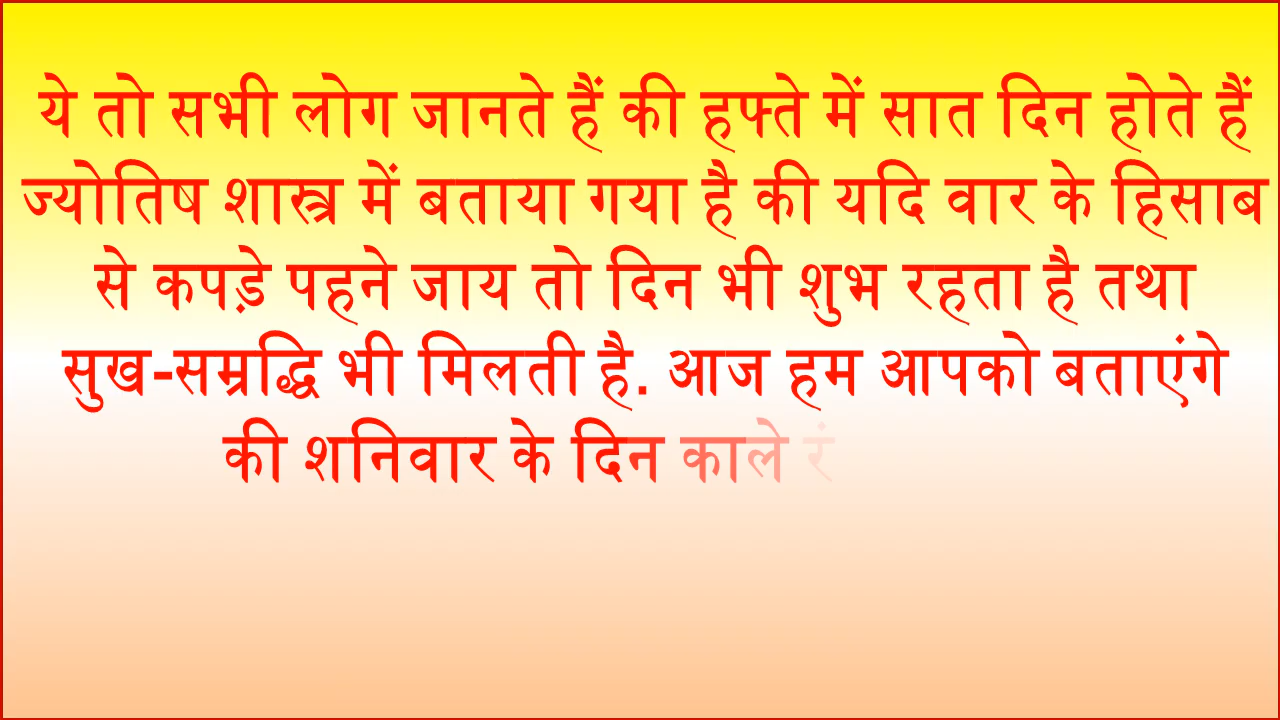 ये तो सभी लोग जानते हैं की हफ्ते में सात दिन होते हैं
ज्योतिष शास्त्र में बताया गया है की यदि वार के हिसाब
से कपड़े पहने जाय तो दिन भी शुभ रहता है तथा
सुख-सम्रद्धि भी मिलती है. आज हम आपको बताएंगे
की शनिवार के दिन काले रं